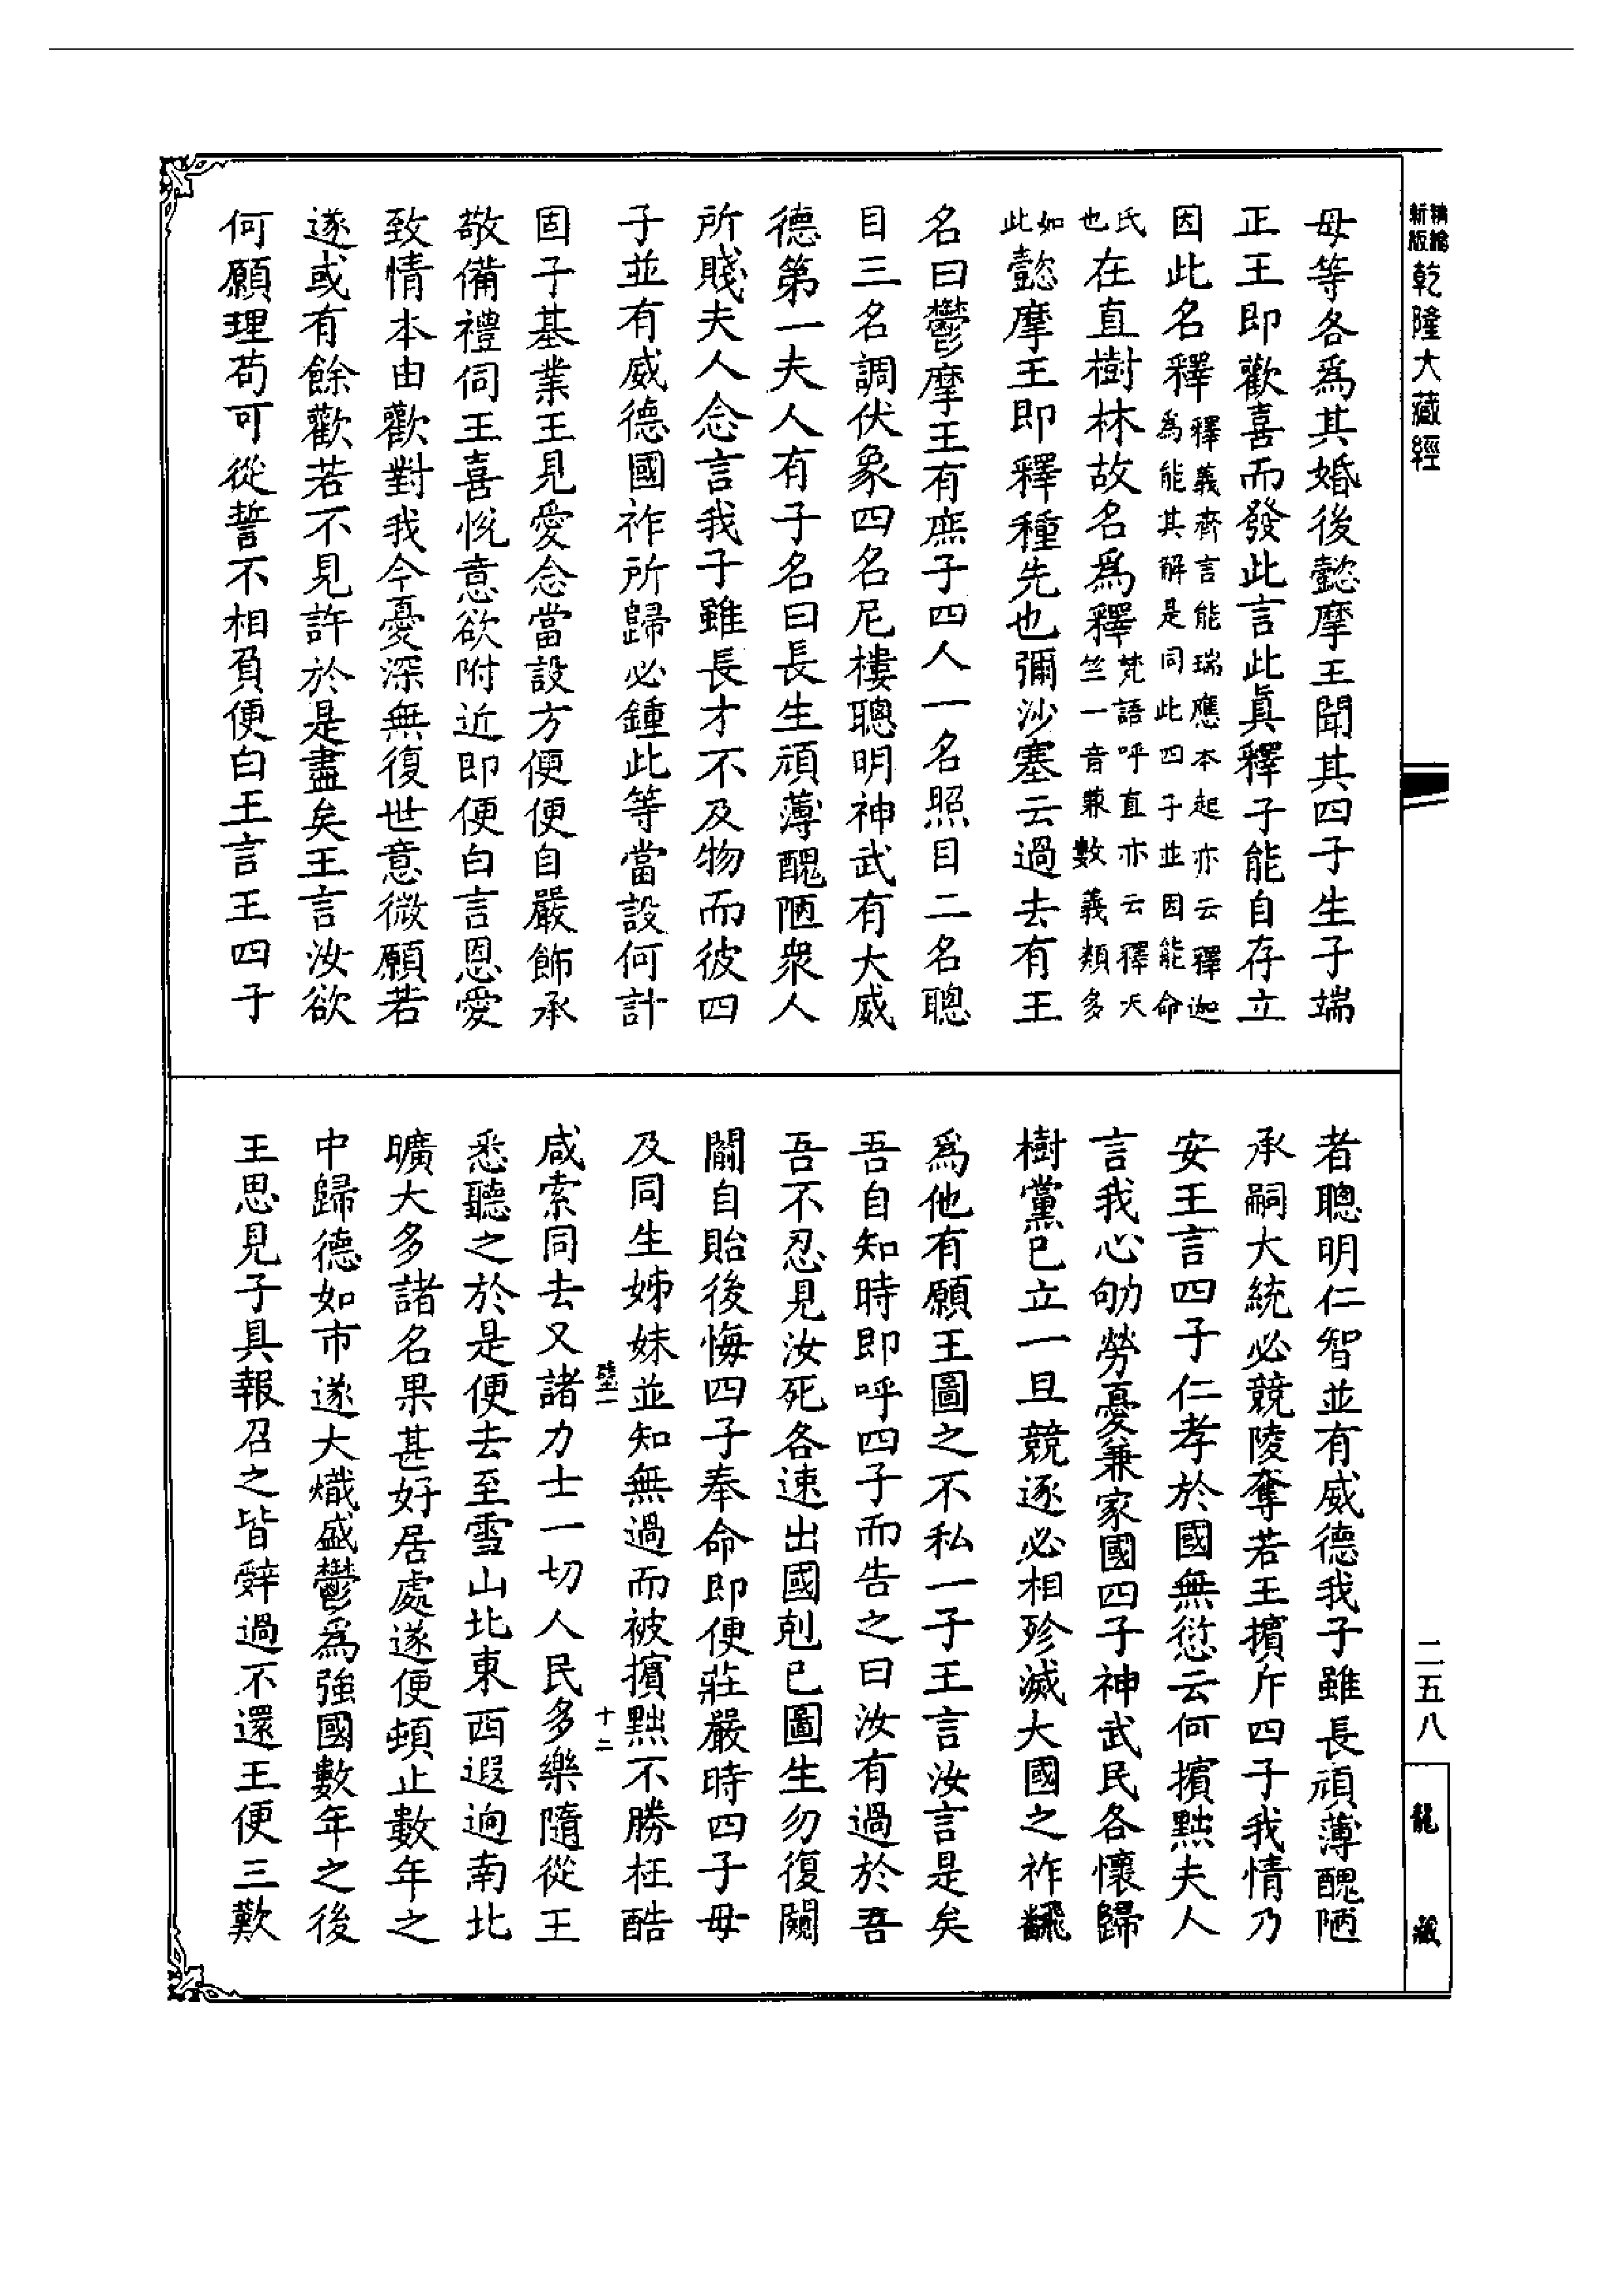 精繪新版
乾隆大藏經
母等各爲其婚後懿摩王聞其四子生子端
正王即歡喜而發此言此眞釋子能自存立
因此名釋釋義齊言能瑞應本起亦云釋迦爲能其解是同此四子並因能命
氏也在直樹林故名爲釋梵語呼直亦云釋天竺一音兼數義類多
如此懿摩王即釋種先也彌沙塞云過去有王
名曰鬱摩王有庶子四人一名照目二名聰
目三名調伏象四名尼樓聰明神武有大威
德第一夫人有子名曰長生頑薄醜陋衆人
所賤夫人念言我子雖長才不及物而彼四
子並有威德國祚所歸必鍾此等當設何計
固子基業王見愛念當設方便便自嚴飾承
敬備禮伺王喜悅意欲附近即便白言恩愛
致情本由歡對我今憂深無復世意微願若
遂或有餘歡若不見許於是盡矣王言汝欲
何願理苟可從誓不相負便白王言王四子
者聰明仁智並有威德我子雖長頑薄醜陋
承嗣大統必競陵奪若王擯斥四子我情乃
安王言四子仁孝於國無愆云何擯黜夫人
言我心劬勞憂兼家國四子神武民各懷歸
樹黨已立一旦競逐必相殄滅大國之祚飜
爲他有願王圖之不私一子王言汝言是矣
吾自知時即呼四子而告之曰汝有過於吾
吾不忍見汝死各速出國剋已圖生勿復闚
關自貽後悔四子奉命即便莊嚴時四子母
及同生姊妹並知無過而被擯黜不勝枉酷
咸索同去又諸力士一切人民多樂隨從王
悉聽之於是便去至雪山北東西遐逈南北
曠大多諸名果甚好居處遂便頓止數年之
中歸德如市遂大熾盛鬱爲強國數年之後
王思見子具報召之皆辭過不還王便三歎
十二
二五八
龍藏